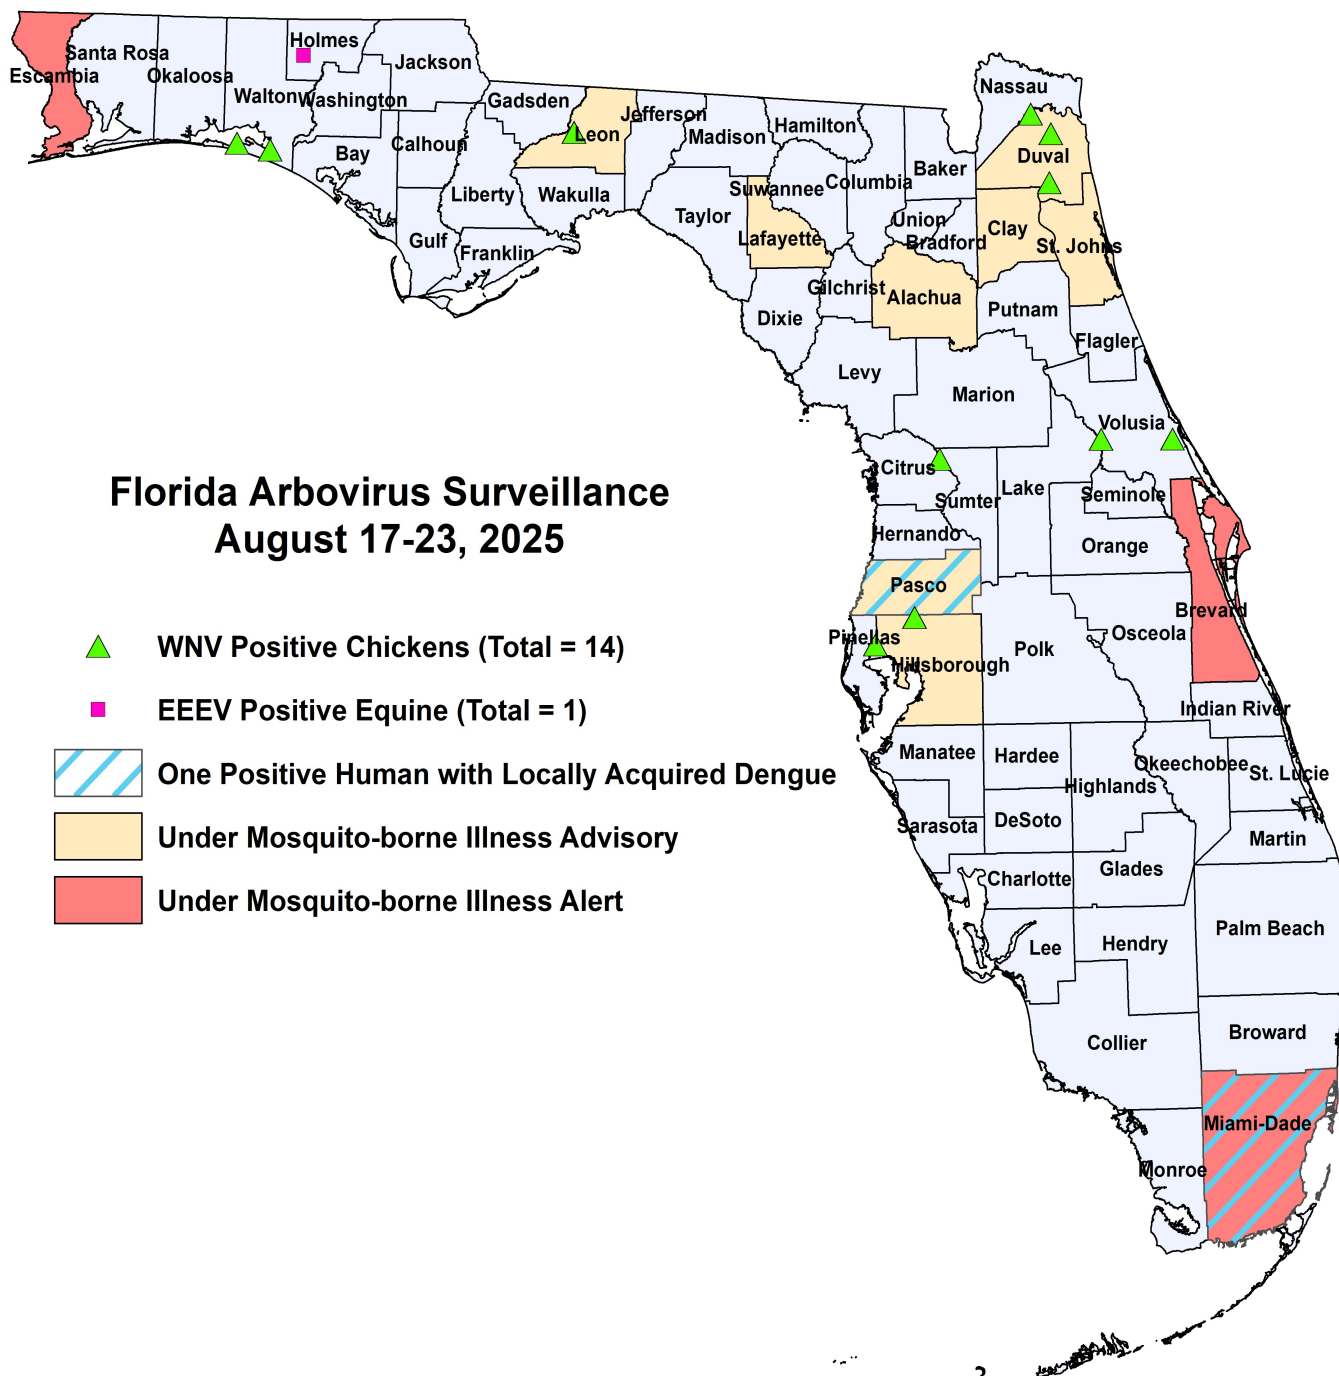 Holmes
Santa Rosa
Jackson
Escambia
Okaloosa
Walton
Washington
Gadsden
Jefferson
Leon
Madison
Hamilton
Nassau
Calhoun
Bay
Liberty
Wakulla
Suwannee
Columbia
Baker
Duval
Taylor
Gulf
Franklin
Lafayette
Union
Bradford
Clay
St. Johns
Gilchrist
Alachua
Dixie
Putnam
Flagler
Levy
Marion
Volusia
Citrus
Sumter
Lake
Seminole
Florida Arbovirus Surveillance
August 17-23, 2025
Hernando
Orange
Pasco
Brevard
Pinellas
Hillsborough
Polk
Osceola
WNV Positive Chickens (Total = 14)
EEEV Positive Equine (Total = 1)
One Positive Human with Locally Acquired Dengue
Under Mosquito-borne Illness Advisory
Under Mosquito-borne Illness Alert
Indian River
Manatee
Hardee
Highlands
Okeechobee
St. Lucie
Sarasota
DeSoto
Martin
Charlotte
Glades
Lee
Hendry
Palm Beach
Collier
Broward
Miami-Dade
Monroe